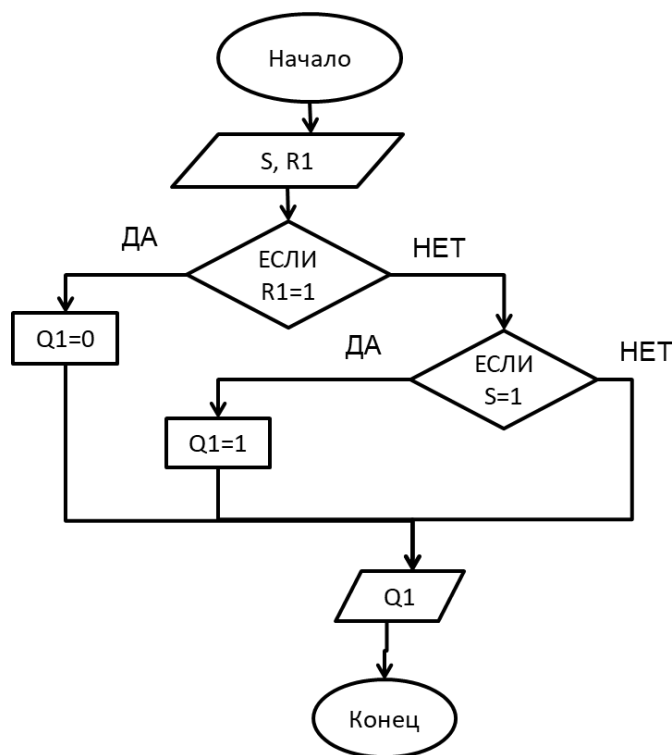 Начало
S, R1
ДА
НЕТ
ЕСЛИ
R1=1
Q1=0
ДА
НЕТ
ЕСЛИ
S=1
Q1=1
Q1
Конец